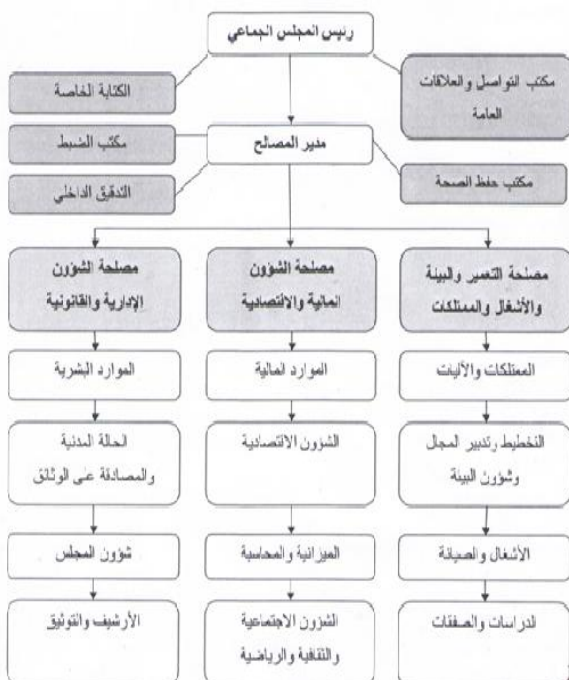 رئيس المجلس الجماعي
مكتب التواصل والعلاقات
العامة
الكتابة الخاصة
مدير المصالح
مكتب الضبط
مكتب حفظ الصحة
التدقيق الداخلي
مصلحة التعمير والبيئة
والأشغال والممتلكات
مصلحة الشؤون
المالية والاقتصادية
مصلحة الشؤون
الإدارية والقانونية
الممتلكات والآليات
الموارد المالية
الموارد البشرية
التخطيط وتدبير المجال
وشؤون البيئة
الشؤون الاقتصادية
الحالة المدنية
والمصادقة على الوثائق
الأشغال والصيانة
الميزانية والمحاسبة
شؤون المجلس
الدراسات والصفقات
الشؤون الاجتماعية
والثقافية والرياضية
الأرشيف والتوثيق